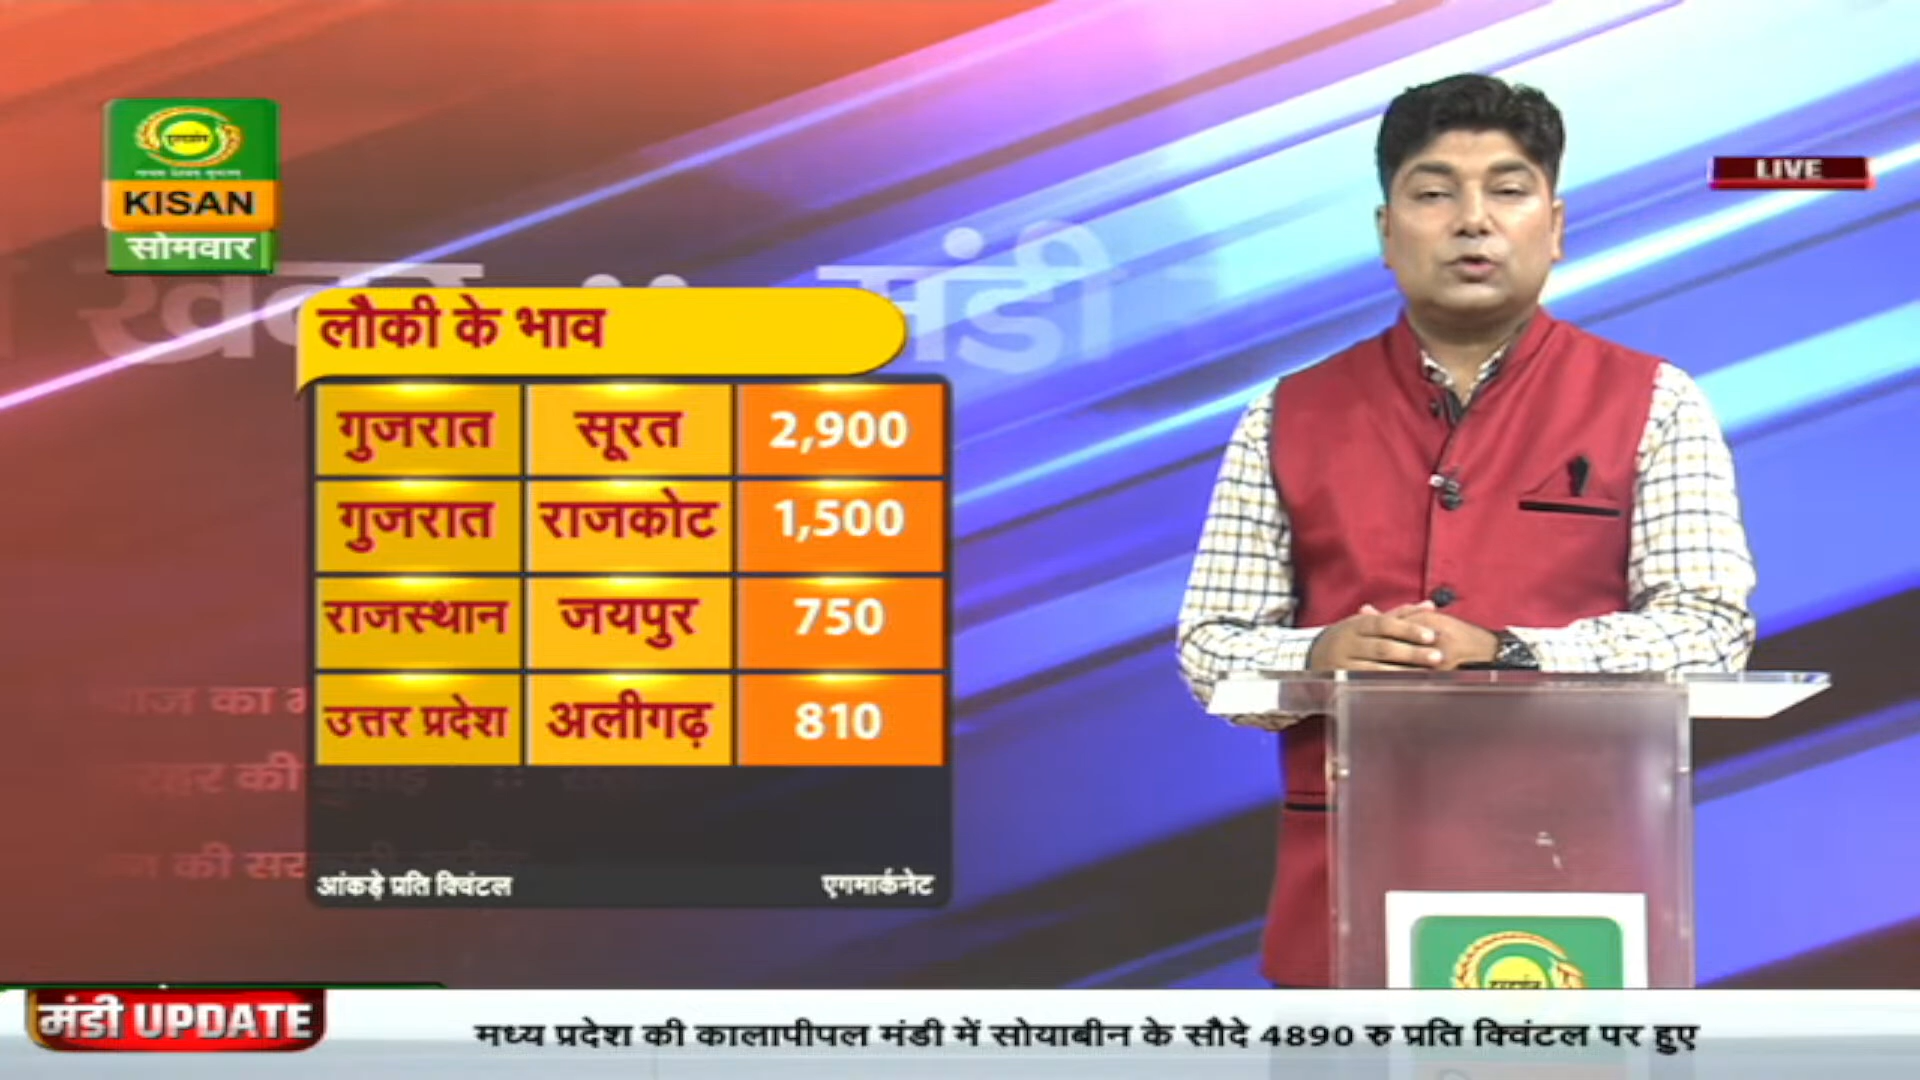 KISAN
सोमवार
LIVE
मंडी
लौकी के भाव
गुजरात सूरत 2,900
गुजरात राजकोट 1,500
राजस्थान जयपुर 750
उत्तर प्रदेश अलीगढ़ 810
आंकड़े प्रति क्विंटल एगमार्कनेट
मंडी UPDATE
मध्य प्रदेश की कालापीपल मंडी में सोयाबीन के सौदे 4890 रु प्रति क्विंटल पर हुए